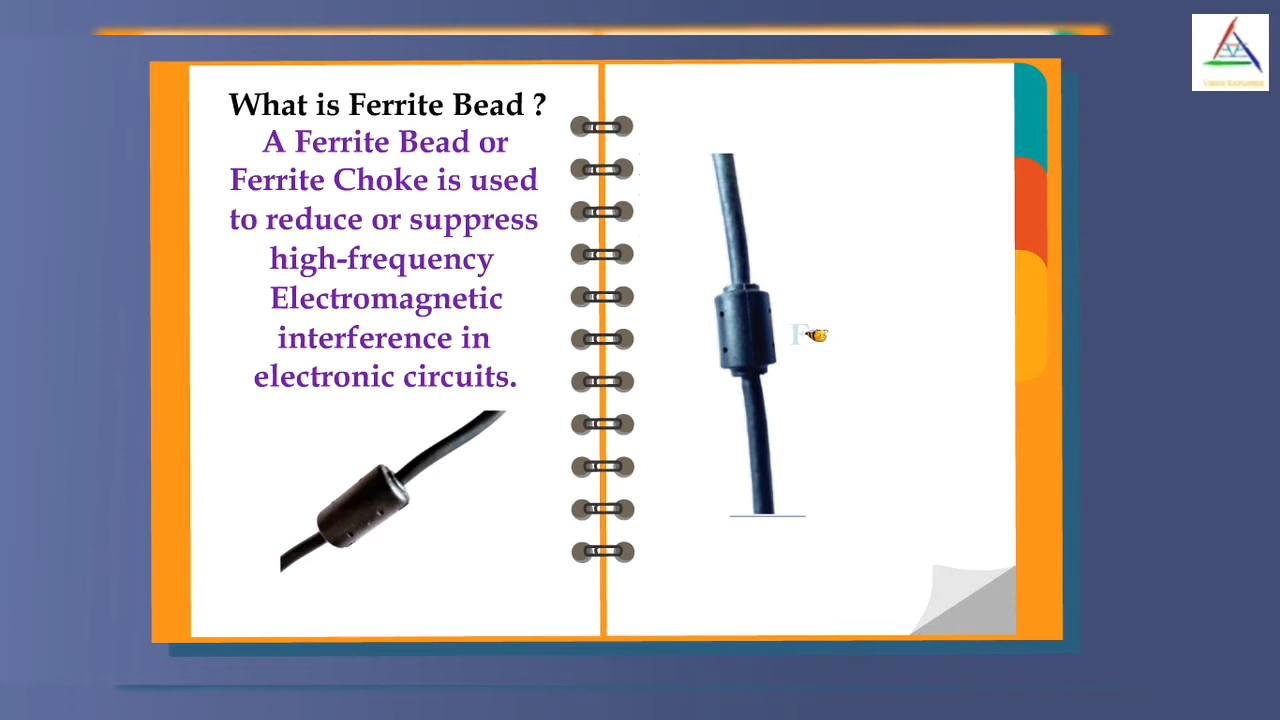 What is Ferrite Bead ?
A Ferrite Bead or
Ferrite Choke is used
to reduce or suppress
high-frequency
Electromagnetic
interference in
electronic circuits.
F